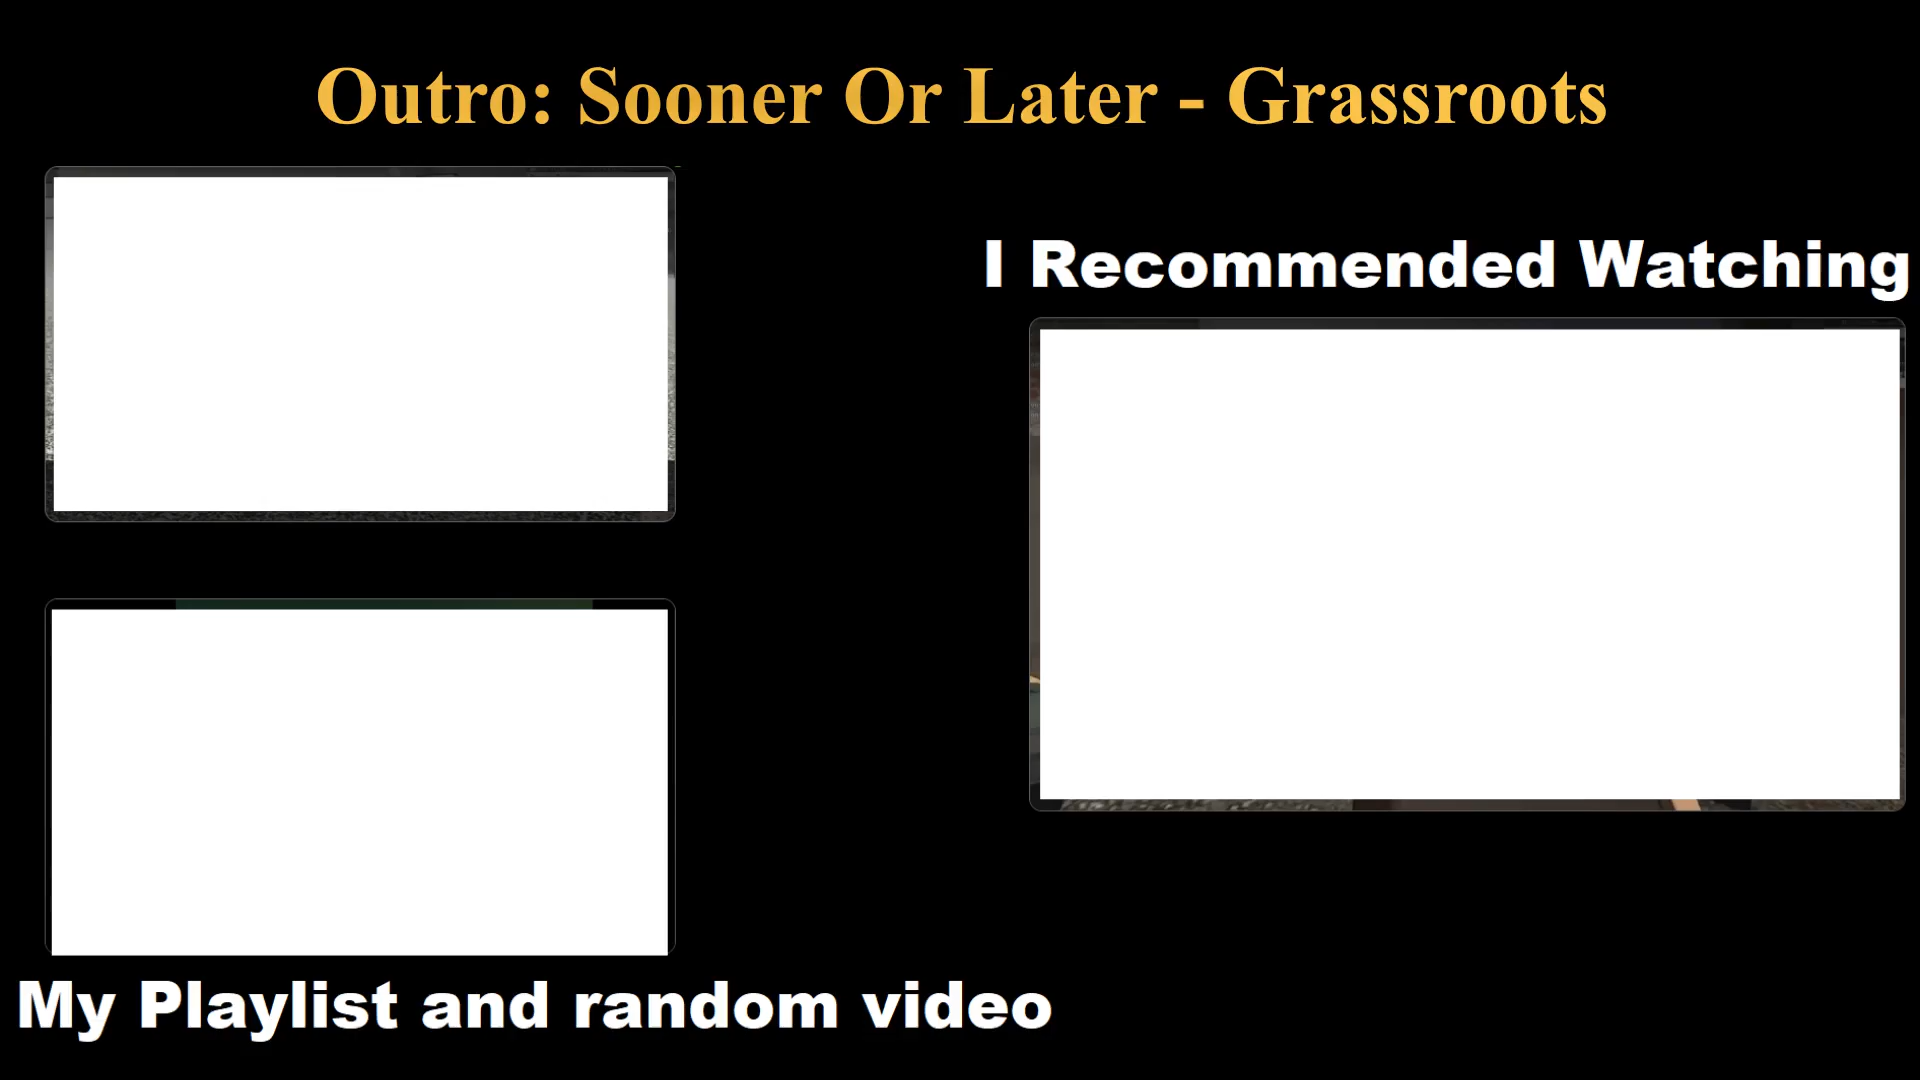 Outro: Sooner Or Later - Grassroots
I Recommended Watching
My Playlist and random video